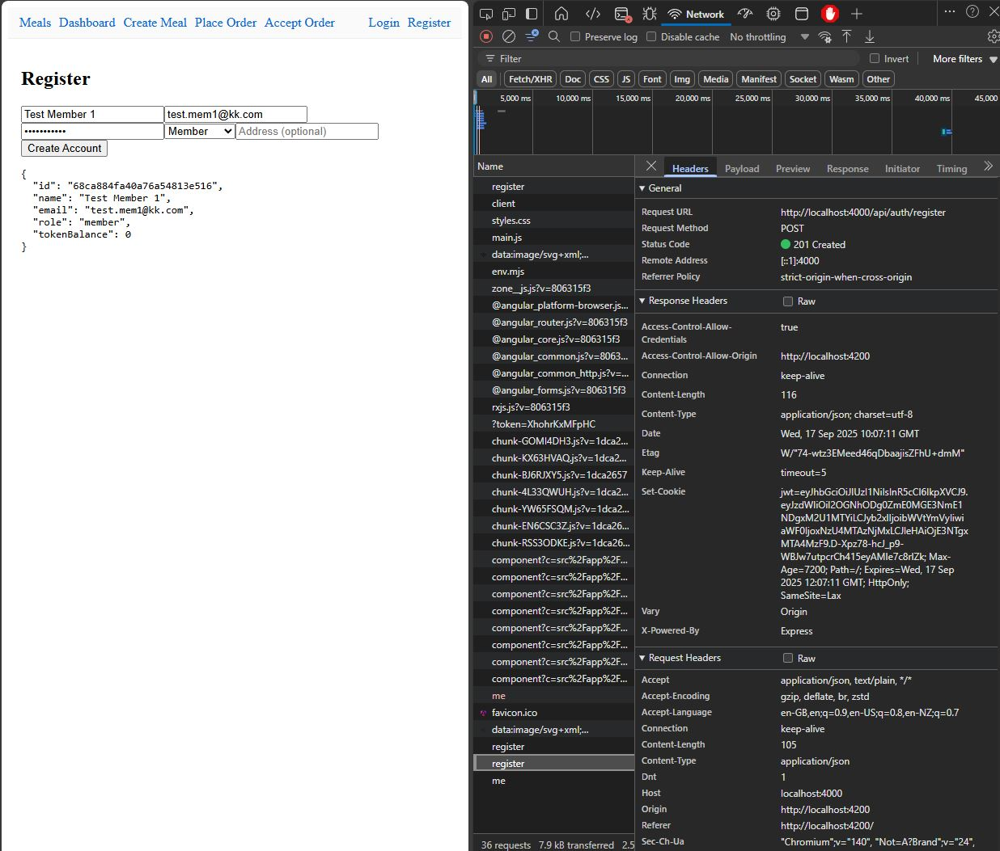 Meals Dashboard Create Meal Place Order Accept Order Login Register
Register
Test Member 1 test.mem1@kk.com
••••••••••• Member Address (optional)
Create Account
{
"id": "68ca884fa40a76a54813e516",
"name": "Test Member 1",
"email": "test.mem1@kk.com",
"role": "member",
"tokenBalance": 0
}
Network
Preserve log Disable cache No throttling
Filter Invert More filters
All Fetch/XHR Doc CSS JS Font Img Media Manifest Socket Wasm Other
5,000 ms 10,000 ms 15,000 ms 20,000 ms 25,000 ms 30,000 ms 35,000 ms 40,000 ms 45,000
Name
register
client
styles.css
main.js
data:image/svg+xml;...
env.mjs
zone__js.js?v=806315f3
@angular_platform-browser.js...
@angular_router.js?v=806315f3
@angular_core.js?v=806315f3
@angular_common.js?v=8063...
@angular_common_http.js?v=...
@angular_forms.js?v=806315f3
rxjs.js?v=806315f3
?token=XhohrKxMFpHC
chunk-GOMI4DH3.js?v=1dca2...
chunk-KX63HVAQ.js?v=1dca2...
chunk-BJ6RJXY5.js?v=1dca2657
chunk-4L33QWUH.js?v=1dca2...
chunk-YW65FSQM.js?v=1dca2...
chunk-EN6CSC3Z.js?v=1dca26...
chunk-RSS3ODKE.js?v=1dca26...
component?c=src%2Fapp%2F...
component?c=src%2Fapp%2F...
component?c=src%2Fapp%2F...
component?c=src%2Fapp%2F...
component?c=src%2Fapp%2F...
component?c=src%2Fapp%2F...
component?c=src%2Fapp%2F...
component?c=src%2Fapp%2F...
me
favicon.ico
data:image/svg+xml;...
register
register
me
36 requests 7.9 kB transferred 2.5
Headers Payload Preview Response Initiator Timing
General
Request URL http://localhost:4000/api/auth/register
Request Method POST
Status Code 201 Created
Remote Address [::1]:4000
Referrer Policy strict-origin-when-cross-origin
Response Headers Raw
Access-Control-Allow-Credentials true
Access-Control-Allow-Origin http://localhost:4200
Connection keep-alive
Content-Length 116
Content-Type application/json; charset=utf-8
Date Wed, 17 Sep 2025 10:07:11 GMT
Etag W/"74-wtz3EMeed46qDbaajisZFhU+dmM"
Keep-Alive timeout=5
Set-Cookie jwt=eyJhbGciOiJIUzI1NiIsInR5cCI6IkpXVCJ9.
eyJzdWIiOiI2OGNhODg0ZmE0MGE3NmE1
NDgxM2U1MTYiLCJyb2xlIjoibWVtYmVyIiwi
aWF0IjoxNzU4MTAzNjMxLCJleHAiOjE3NTgx
MTA4MzF9.D-Xpz78-hcJ_p9-
WBJw7utpcrCh415eyAMIe7c8rIZk; Max-
Age=7200; Path=/; Expires=Wed, 17 Sep
2025 12:07:11 GMT; HttpOnly;
SameSite=Lax
Vary Origin
X-Powered-By Express
Request Headers Raw
Accept application/json, text/plain, */*
Accept-Encoding gzip, deflate, br, zstd
Accept-Language en-GB,en;q=0.9,en-US;q=0.8,en-NZ;q=0.7
Connection keep-alive
Content-Length 105
Content-Type application/json
Dnt 1
Host localhost:4000
Origin http://localhost:4200
Referer http://localhost:4200/
Sec-Ch-Ua "Chromium";v="140", "Not=A?Brand";v="24",